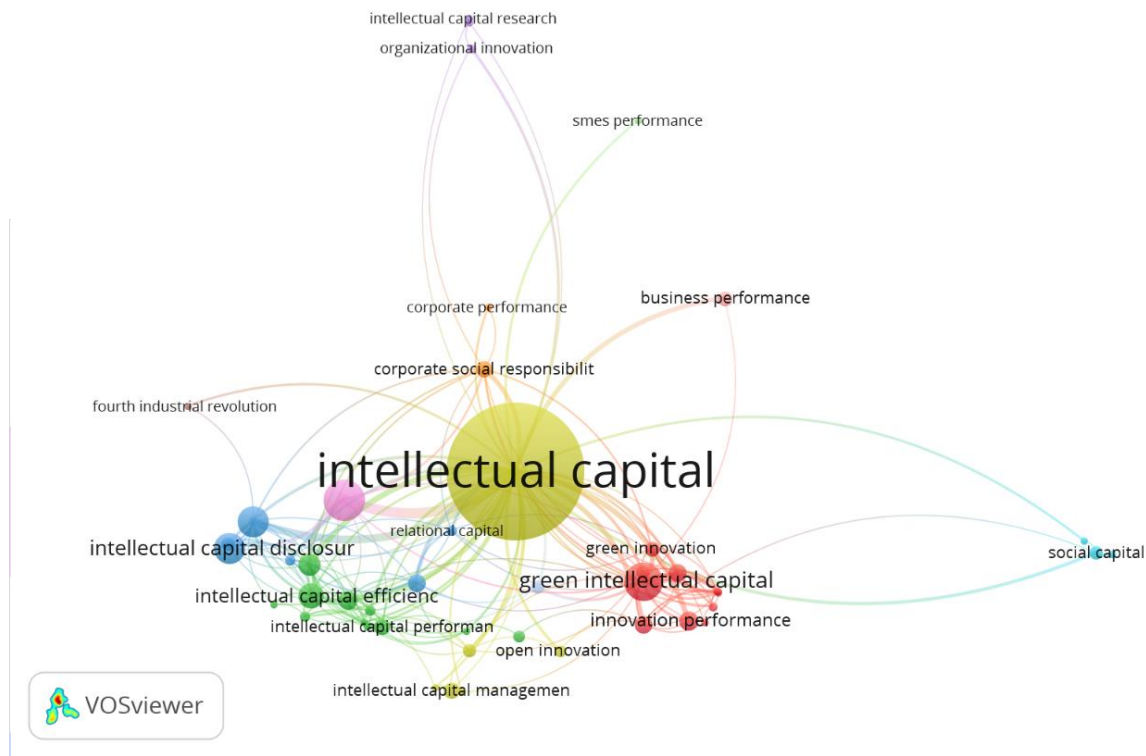 intellectual capital research
organizational innovation
smes performance
business performance
corporate performance
corporate social responsibilit
fourth industrial revolution
intellectual capital
relational capital
intellectual capital disclosur
green innovation
social capital
green intellectual capital
intellectual capital efficienc
innovation performance
intellectual capital performan
open innovation
intellectual capital managemen
VOSviewer